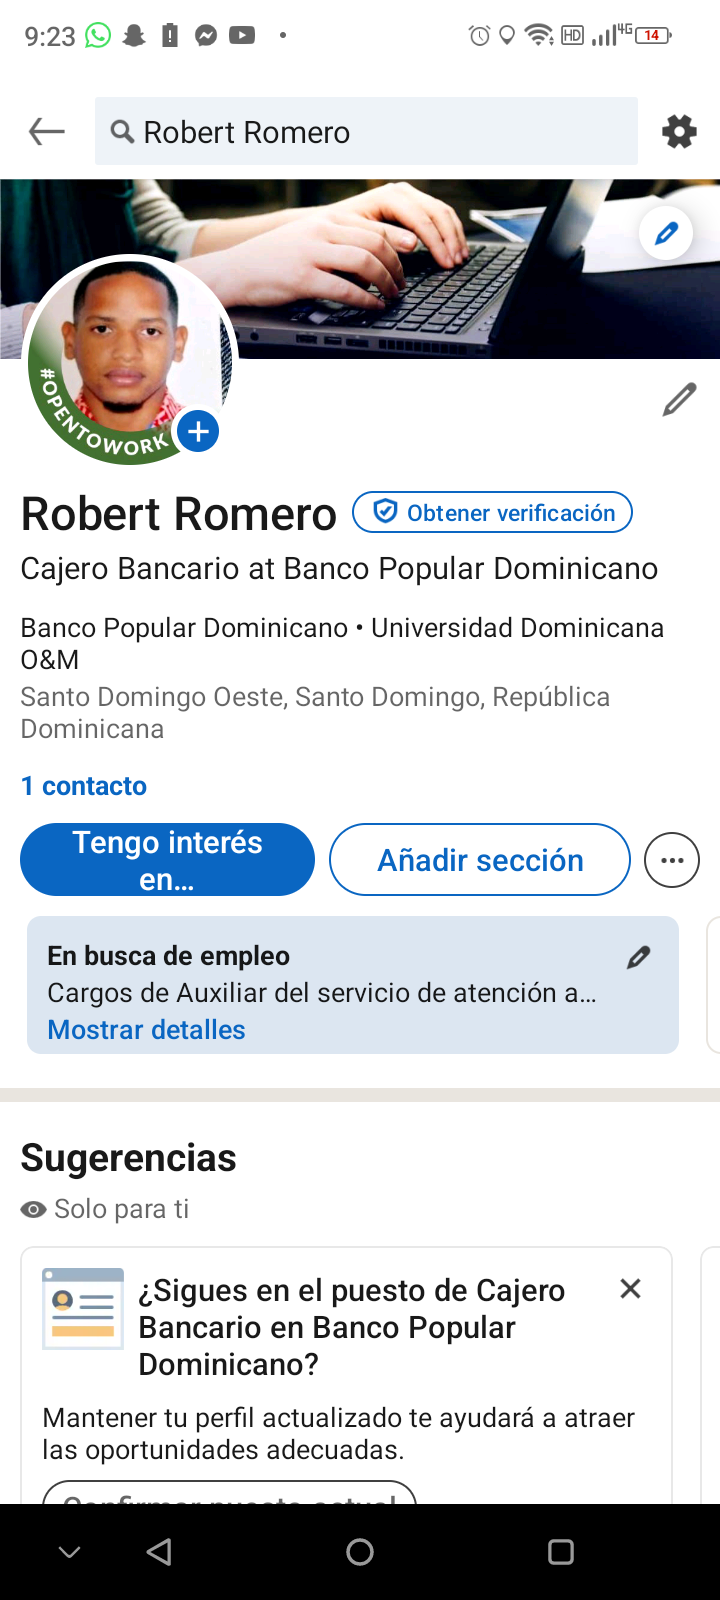 9:23
HD
4G
14
Robert Romero
#OPENTOWORK
Robert Romero
Obtener verificación
Cajero Bancario at Banco Popular Dominicano
Banco Popular Dominicano • Universidad Dominicana
O&M
Santo Domingo Oeste, Santo Domingo, República
Dominicana
1 contacto
Tengo interés
en...
Añadir sección
En busca de empleo
Cargos de Auxiliar del servicio de atención a...
Mostrar detalles
Sugerencias
Solo para ti
¿Sigues en el puesto de Cajero
Bancario en Banco Popular
Dominicano?
Mantener tu perfil actualizado te ayudará a atraer
las oportunidades adecuadas.
Confirmar puesto actual